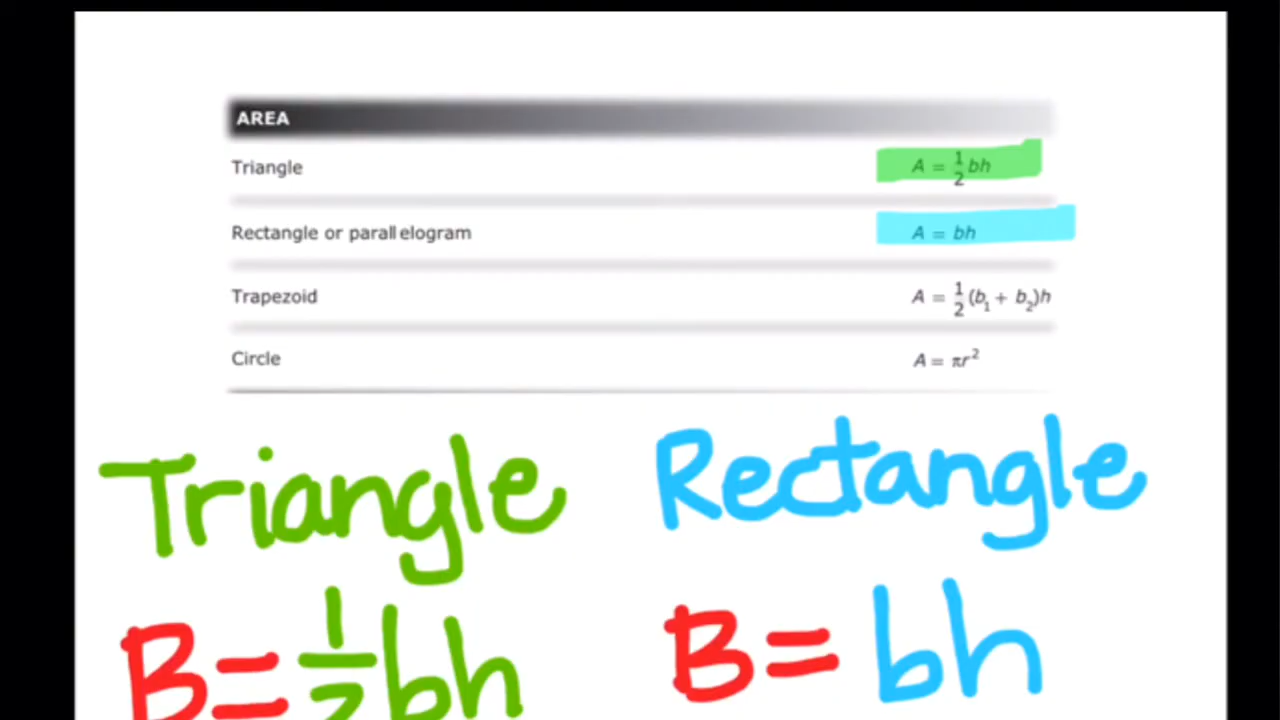 AREA
Triangle A = 1/2 bh
Rectangle or parallelogram A = bh
Trapezoid A = 1/2 (b₁ + b₂)h
Circle A = πr²
Triangle Rectangle
B = 1/2 bh B = bh